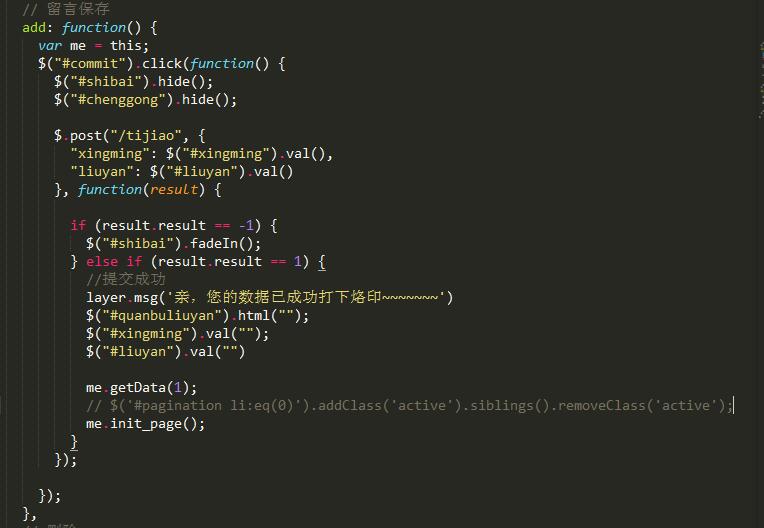 // 留言保存
add: function() {
var me = this;
$("#commit").click(function() {
$("#shibai").hide();
$("#chenggong").hide();
$.post("/tijiao", {
"xingming": $("#xingming").val(),
"liuyan": $("#liuyan").val()
}, function(result) {
if (result.result == -1) {
$("#shibai").fadeIn();
} else if (result.result == 1) {
//提交成功
layer.msg('亲，您的数据已成功打下烙印~~~~~~~')
$("#quanbuliuyan").html("");
$("#xingming").val("");
$("#liuyan").val("")
me.getData(1);
// $('#pagination li:eq(0)').addClass('active').siblings().removeClass('active');
me.init_page();
}
});
});
},